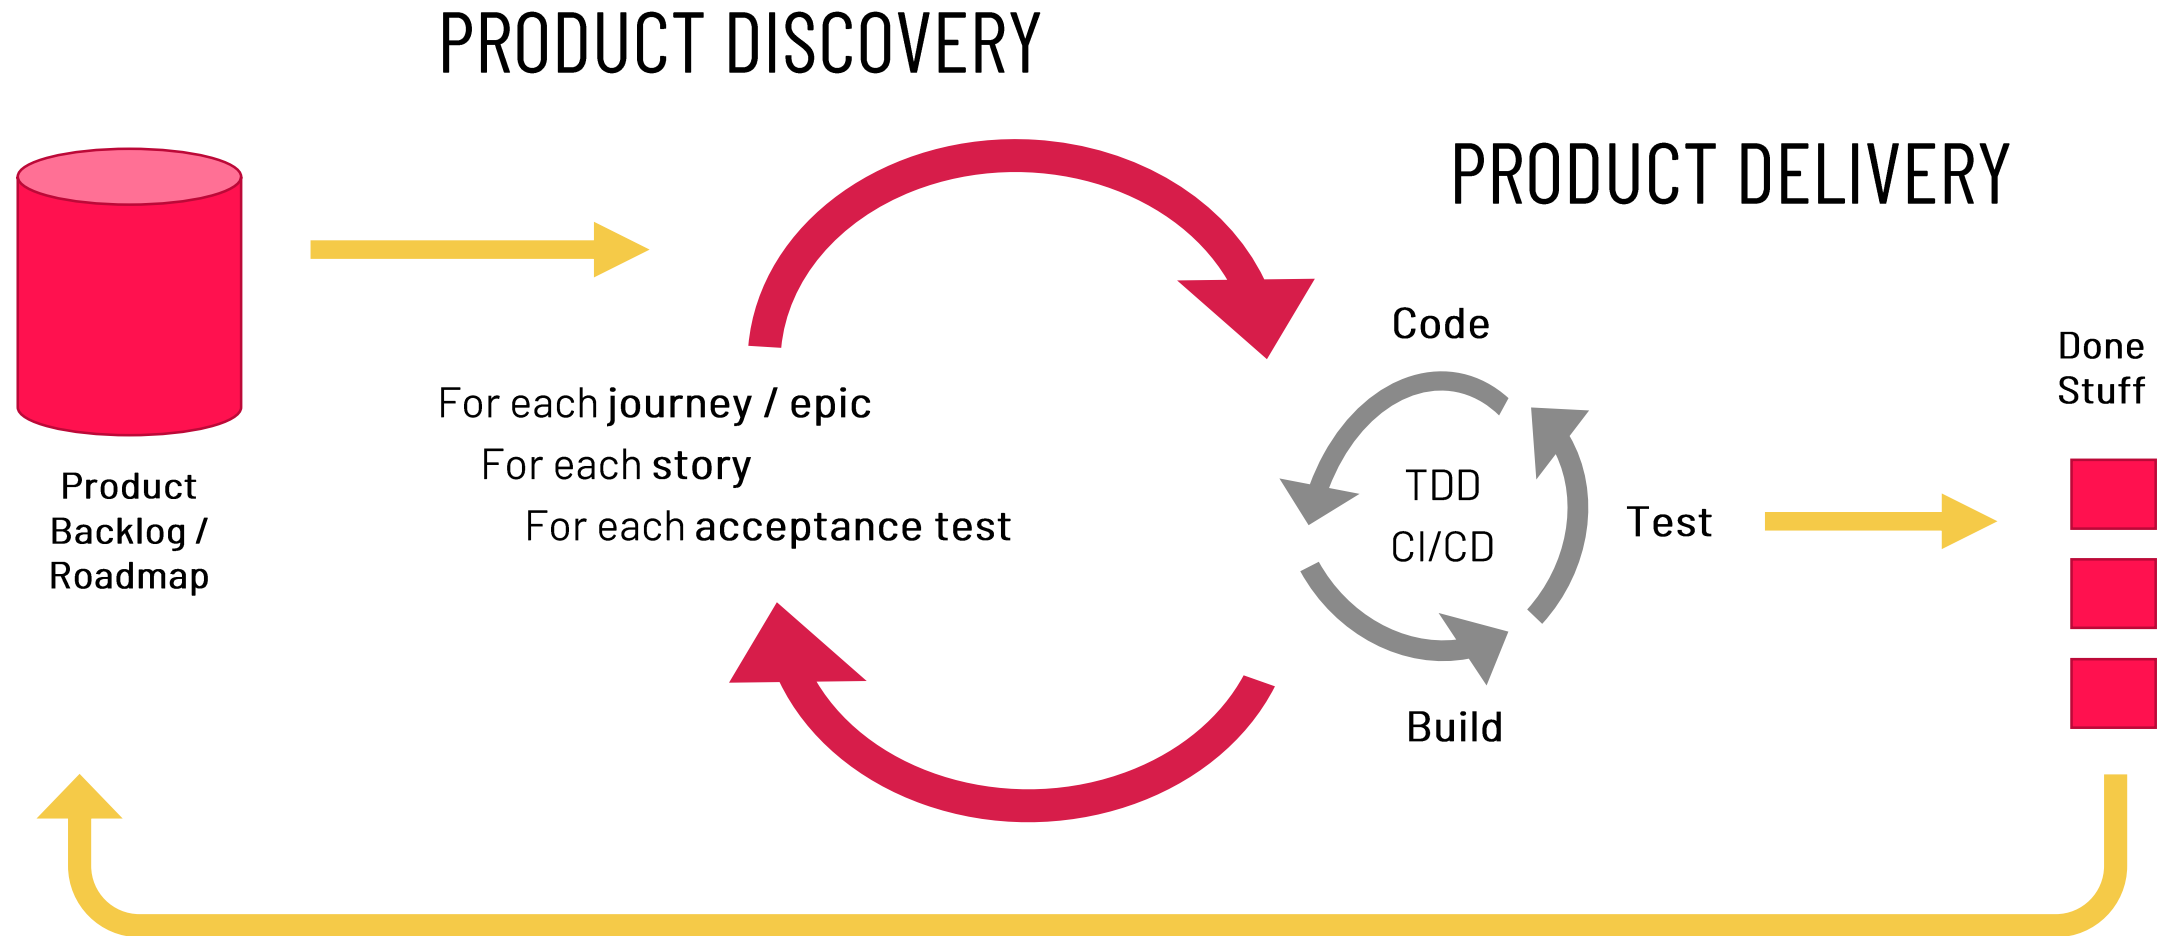 PRODUCT DISCOVERY
PRODUCT DELIVERY
Product
Backlog /
Roadmap
For each journey / epic
For each story
For each acceptance test
Code
TDD
CI/CD
Test
Build
Done
Stuff